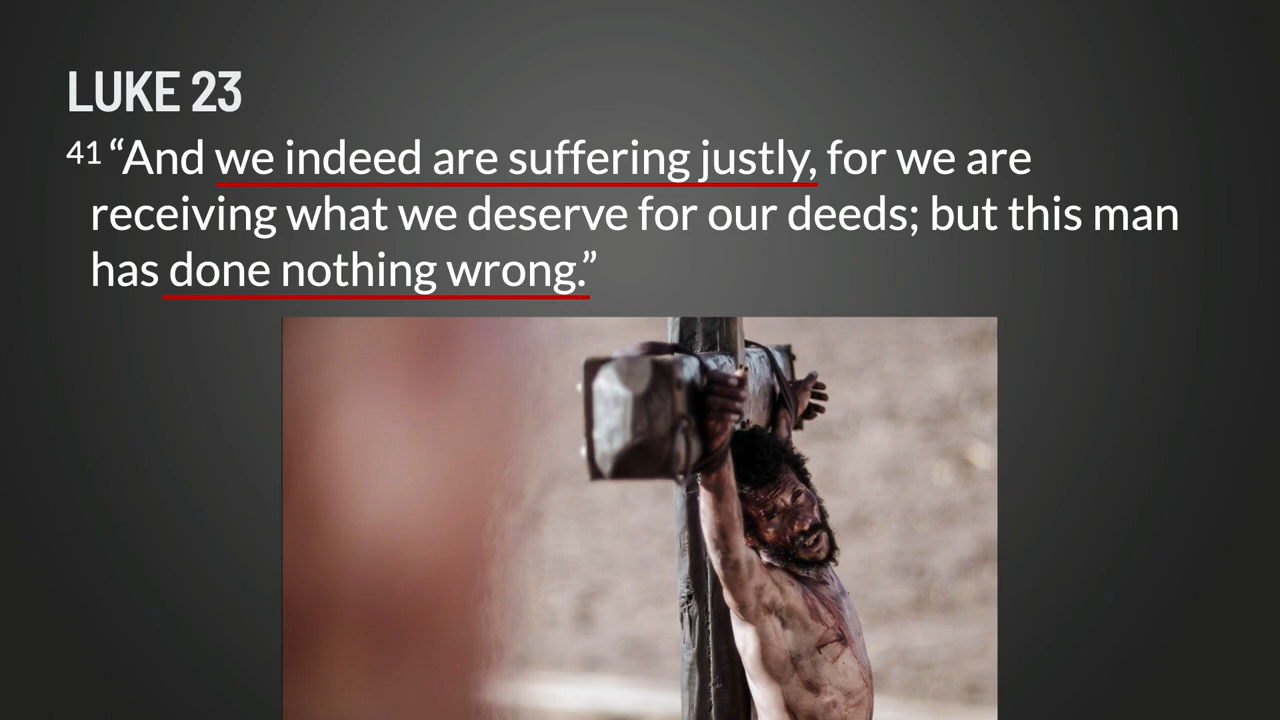 LUKE 23
41 “And we indeed are suffering justly, for we are
receiving what we deserve for our deeds; but this man
has done nothing wrong.”